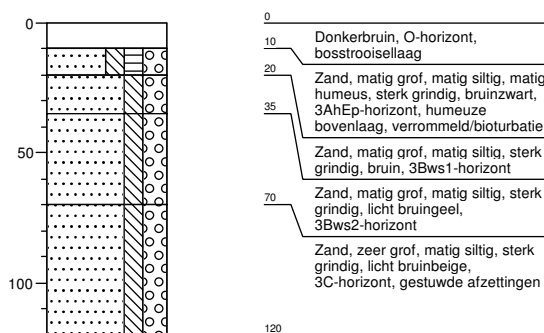 0
50
100
0
Donkerbruin, O-horizont,
bosstrooisellaag
10
Zand, matig grof, matig siltig, matig
humeus, sterk grindig, bruinzwart,
3AhEp-horizont, humeuze
bovenlaag, verrommeld/bioturbatie
20
Zand, matig grof, matig siltig, sterk
grindig, bruin, 3Bws1-horizont
35
Zand, matig grof, matig siltig, sterk
grindig, licht bruingeel,
3Bws2-horizont
70
Zand, zeer grof, matig siltig, sterk
grindig, licht bruinbeige,
3C-horizont, gestuwde afzettingen
120